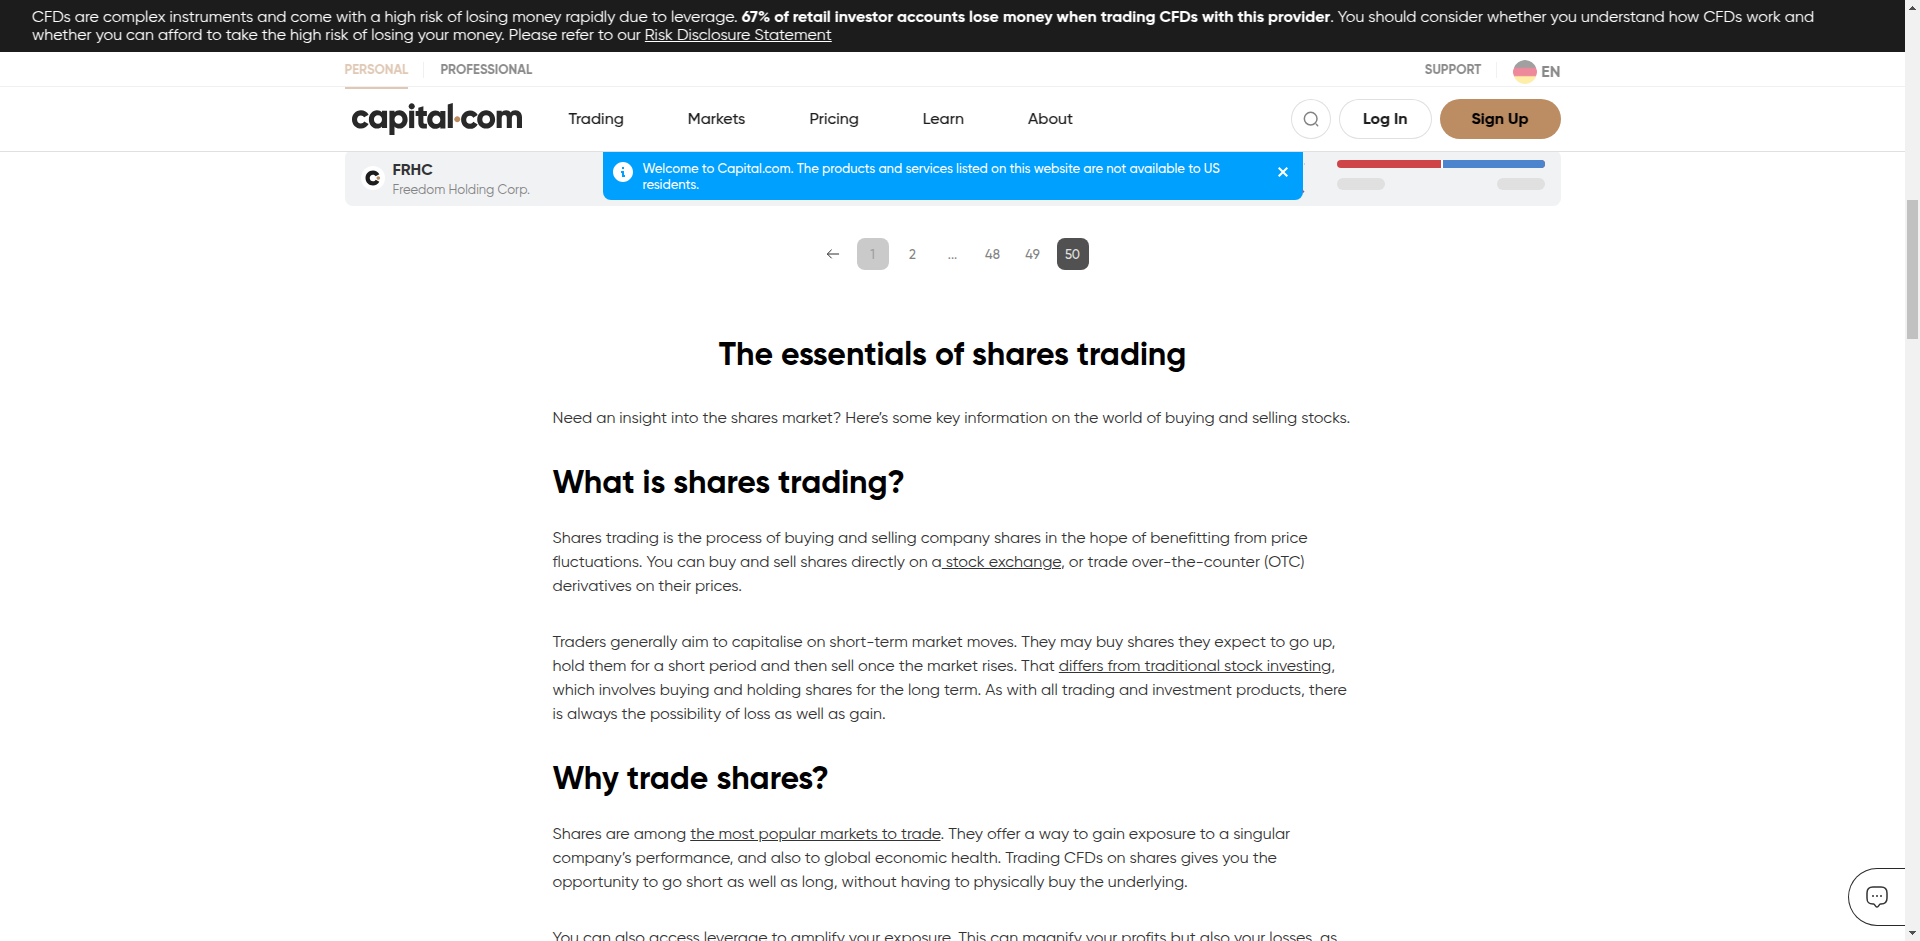 CFDs are complex instruments and come with a high risk of losing money rapidly due to leverage. 67% of retail investor accounts lose money when trading CFDs with this provider. You should consider whether you understand how CFDs work and
whether you can afford to take the high risk of losing your money. Please refer to our Risk Disclosure Statement
PERSONAL PROFESSIONAL SUPPORT EN
capital.com Trading Markets Pricing Learn About Log In Sign Up
FRHC
Freedom Holding Corp.
Welcome to Capital.com. The products and services listed on this website are not available to US
residents.
1 2 ... 48 49 50
The essentials of shares trading
Need an insight into the shares market? Here’s some key information on the world of buying and selling stocks.
What is shares trading?
Shares trading is the process of buying and selling company shares in the hope of benefitting from price
fluctuations. You can buy and sell shares directly on a stock exchange, or trade over-the-counter (OTC)
derivatives on their prices.
Traders generally aim to capitalise on short-term market moves. They may buy shares they expect to go up,
hold them for a short period and then sell once the market rises. That differs from traditional stock investing,
which involves buying and holding shares for the long term. As with all trading and investment products, there
is always the possibility of loss as well as gain.
Why trade shares?
Shares are among the most popular markets to trade. They offer a way to gain exposure to a singular
company’s performance, and also to global economic health. Trading CFDs on shares gives you the
opportunity to go short as well as long, without having to physically buy the underlying.
You can also access leverage to amplify your exposure. This can magnify your profits but also your losses, as